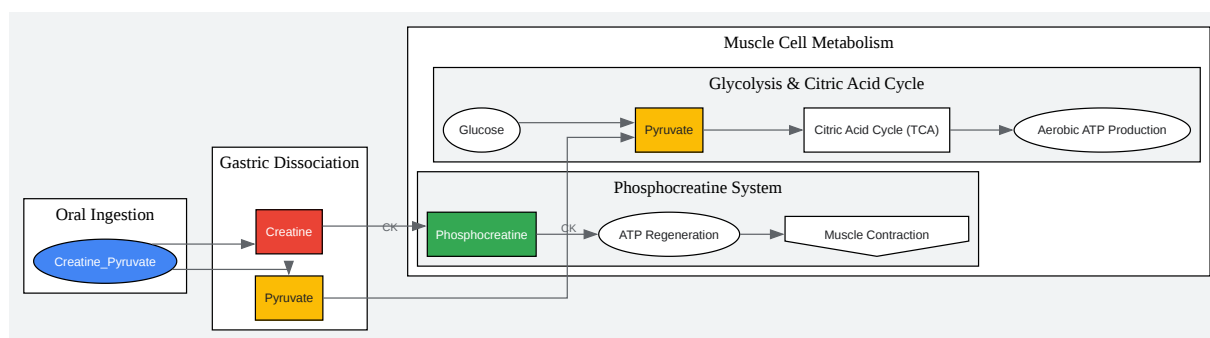 Muscle Cell Metabolism
Glycolysis & Citric Acid Cycle
Glucose
Pyruvate
Citric Acid Cycle (TCA)
Aerobic ATP Production
Gastric Dissociation
Phosphocreatine System
Oral Ingestion
Creatine
CK
Phosphocreatine
CK
ATP Regeneration
Muscle Contraction
Creatine_Pyruvate
Pyruvate